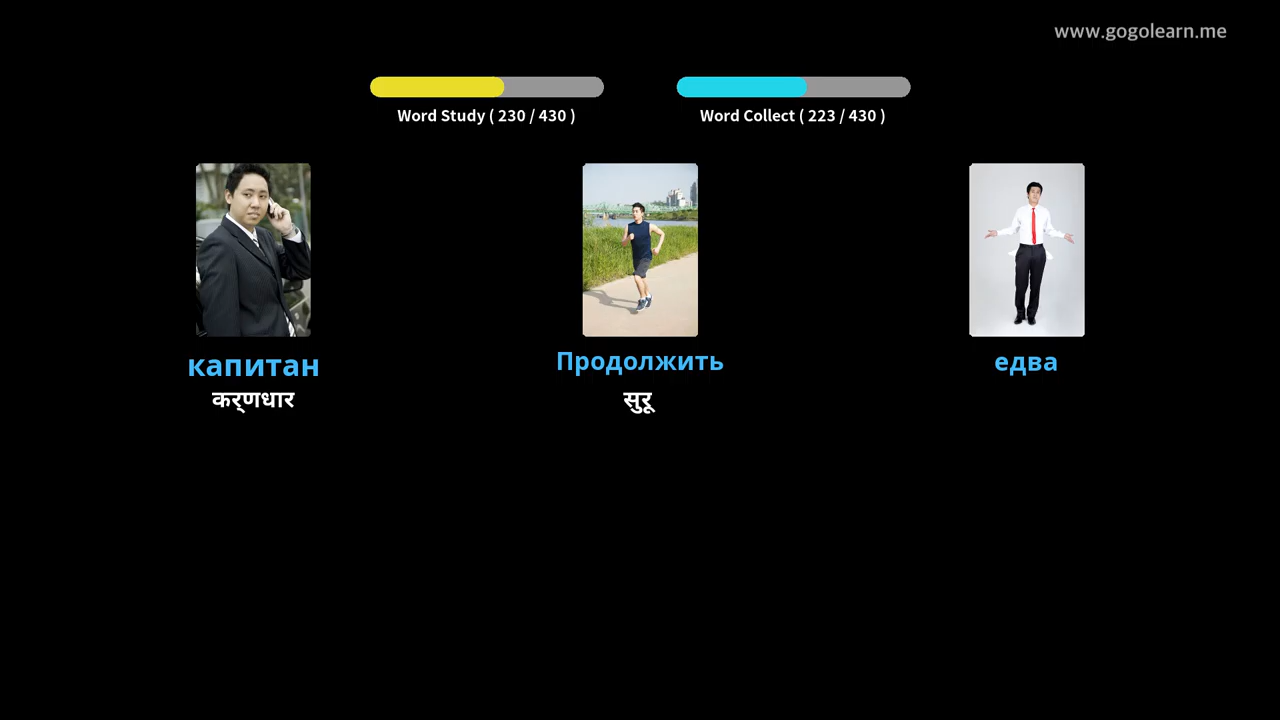 www.gogolearn.me
Word Study ( 230 / 430 )
Word Collect ( 223 / 430 )
капитан
Продолжить
едва
कर्‌णधार
सुरू